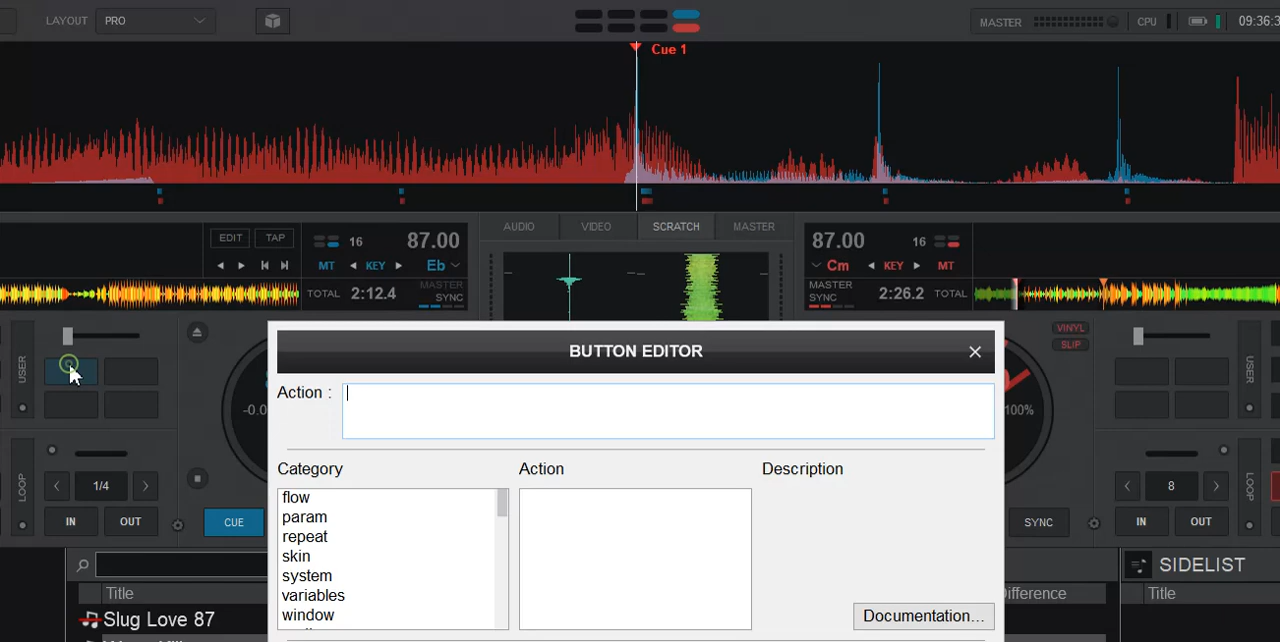 LAYOUT PRO MASTER CPU 09:36:3
Cue 1
EDIT TAP 16 87.00 AUDIO VIDEO SCRATCH MASTER 87.00 16
MT KEY Eb Cm KEY MT
TOTAL 2:12.4 MASTER SYNC MASTER SYNC 2:26.2 TOTAL
USER BUTTON EDITOR VINYL USER
SLIP
Action :
-0.0 100%
Category Action Description
LOOP 1/4 8 LOOP
flow
param
IN OUT CUE SYNC IN OUT
repeat
skin
SIDELIST
system
Title variables ifference Title
window Documentation...
Slug Love 87